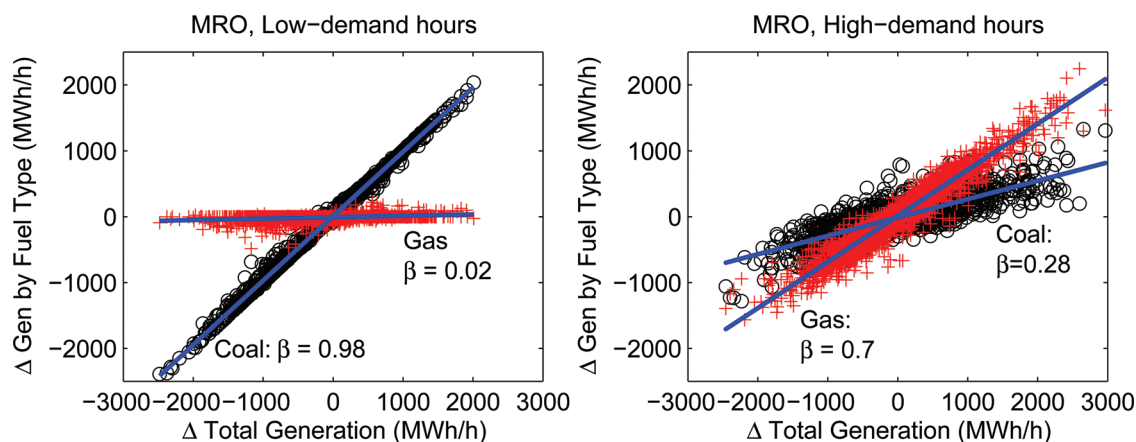 MRO, Low−demand hours
Δ Gen by Fuel Type (MWh/h)
2000
1000
0
−1000
−2000
Gas
β = 0.02
Coal: β = 0.98
−3000 −2000 −1000 0 1000 2000 3000
Δ Total Generation (MWh/h)
MRO, High−demand hours
Δ Gen by Fuel Type (MWh/h)
2000
1000
0
−1000
−2000
Coal:
β=0.28
Gas:
β = 0.7
−3000 −2000 −1000 0 1000 2000 3000
Δ Total Generation (MWh/h)